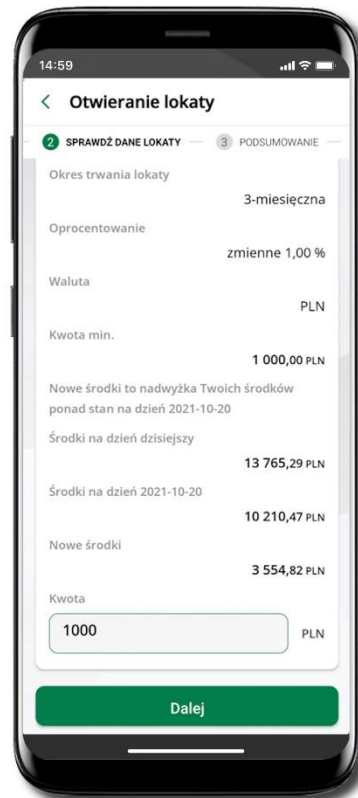 14:59
Otwieranie lokaty
2 SPRAWDŹ DANE LOKATY 3 PODSUMOWANIE
Okres trwania lokaty
3-miesięczna
Oprocentowanie
zmienne 1,00 %
Waluta
PLN
Kwota min.
1 000,00 PLN
Nowe środki to nadwyżka Twoich środków
ponad stan na dzień 2021-10-20
Środki na dzień dzisiejszy
13 765,29 PLN
Środki na dzień 2021-10-20
10 210,47 PLN
Nowe środki
3 554,82 PLN
Kwota
1000 PLN
Dalej